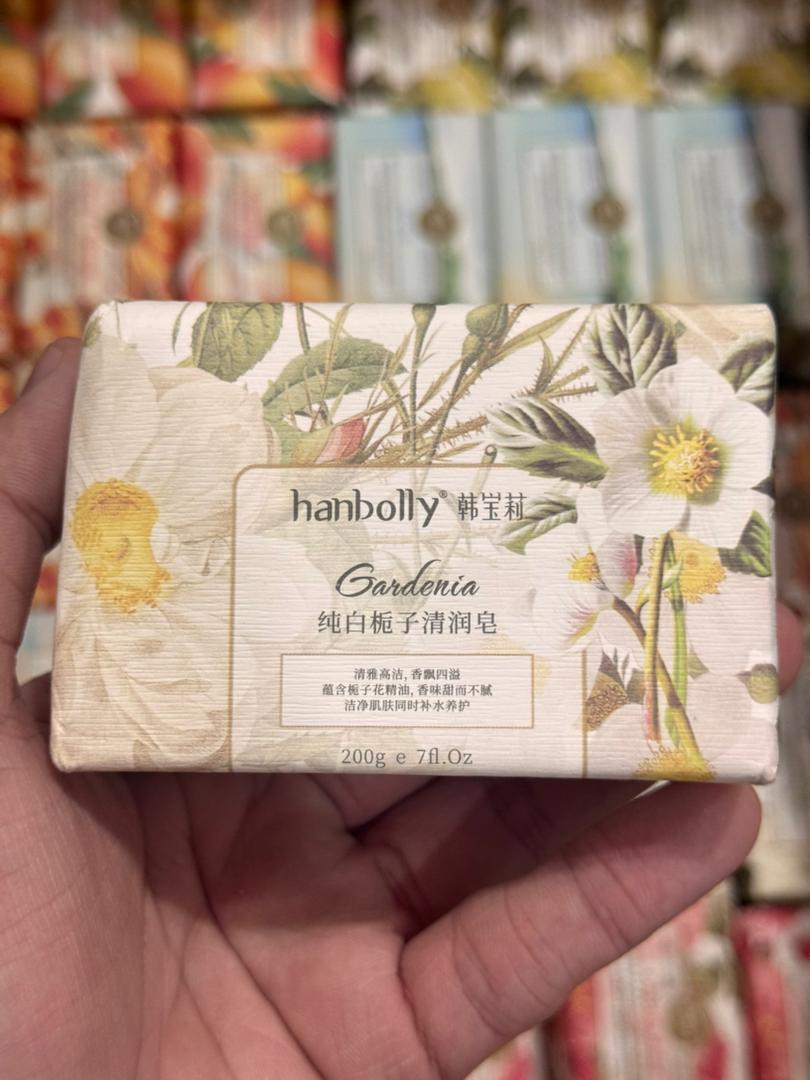 hanbolly® 韩宝莉
Gardenia
纯白栀子清润皂
清雅高洁, 香飘四溢
蕴含栀子花精油, 香味甜而不腻
洁净肌肤同时补水养护
200g e 7fl.Oz